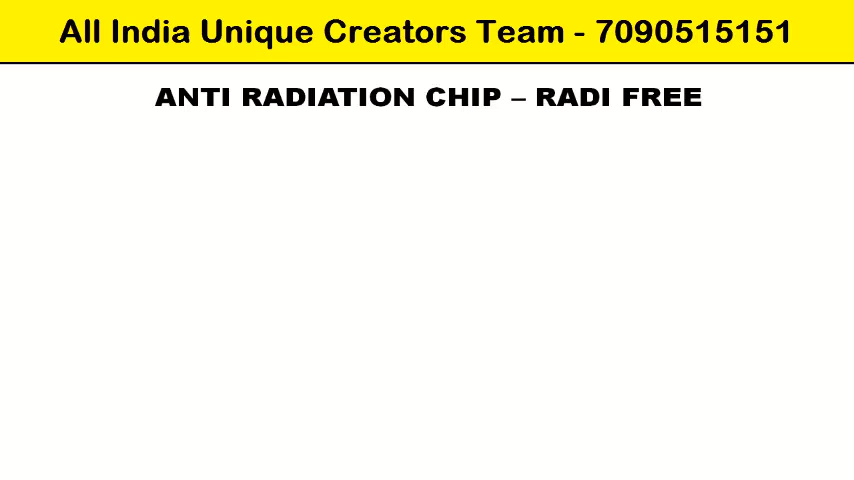 All India Unique Creators Team - 7090515151
ANTI RADIATION CHIP – RADI FREE